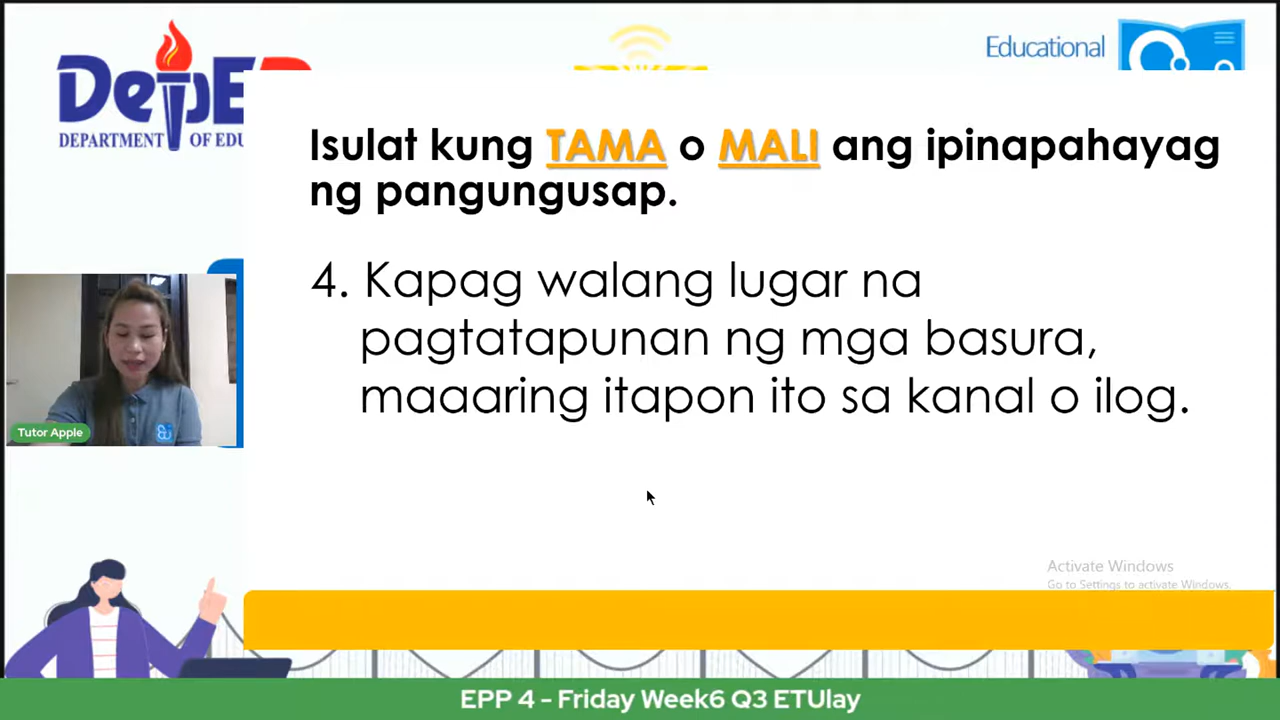 DepE
DEPARTMENT OF EDU
Educational
Isulat kung TAMA o MALI ang ipinapahayag
ng pangungusap.
4. Kapag walang lugar na
pagtatapunan ng mga basura,
maaaring itapon ito sa kanal o ilog.
Tutor Apple
Activate Windows
Go to Settings to activate Windows.
EPP 4 - Friday Week6 Q3 ETUlay